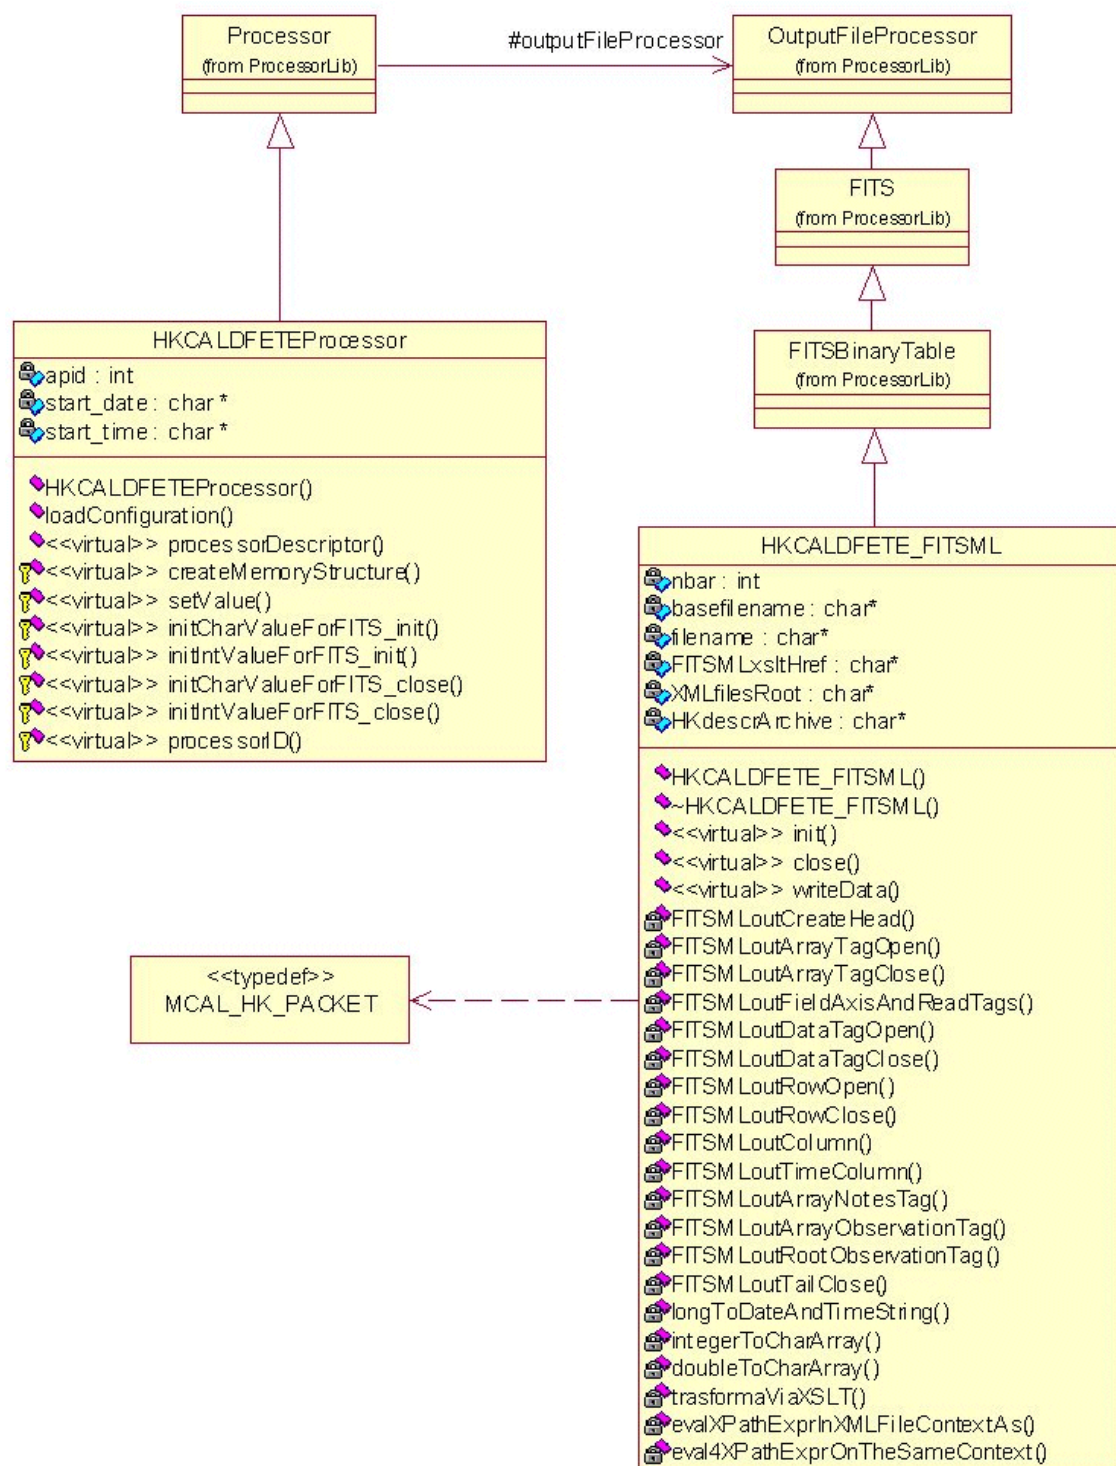 Processor
(from ProcessorLib)
#outputFileProcessor
OutputFileProcessor
(from ProcessorLib)
FITS
(from ProcessorLib)
FITSBinaryTable
(from ProcessorLib)
HKCALDFETEProcessor
apid : int
start_date : char *
start_time : char *
HKCALDFETEProcessor()
loadConfiguration()
<<virtual>> processorDescriptor()
<<virtual>> createMemoryStructure()
<<virtual>> setValue()
<<virtual>> initCharValueForFITS_init()
<<virtual>> initIntValueForFITS_init()
<<virtual>> initCharValueForFITS_close()
<<virtual>> initIntValueForFITS_close()
<<virtual>> processorID()
HKCALDFETE_FITSML
nbar : int
basefilename : char*
filename : char*
FITSMLxsltHref : char*
XMLfilesRoot : char*
HKdescrArchive : char*
HKCALDFETE_FITSML()
~HKCALDFETE_FITSML()
<<virtual>> init()
<<virtual>> close()
<<virtual>> writeData()
FITSMLoutCreateHead()
FITSMLoutArrayTagOpen()
FITSMLoutArrayTagClose()
FITSMLoutFieldAxisAndReadTags()
FITSMLoutDataTagOpen()
FITSMLoutDataTagClose()
FITSMLoutRowOpen()
FITSMLoutRowClose()
FITSMLoutColumn()
FITSMLoutTimeColumn()
FITSMLoutArrayNotesTag()
FITSMLoutArrayObservationTag()
FITSMLoutRootObservationTag()
FITSMLoutTailClose()
longToDateAndTimeString()
integerToCharArray()
doubleToCharArray()
trasformaViaXSLT()
evalXPathExprInXMLFileContextAs()
eval4XPathExprOnTheSameContext()
<<typedef>>
MCAL_HK_PACKET